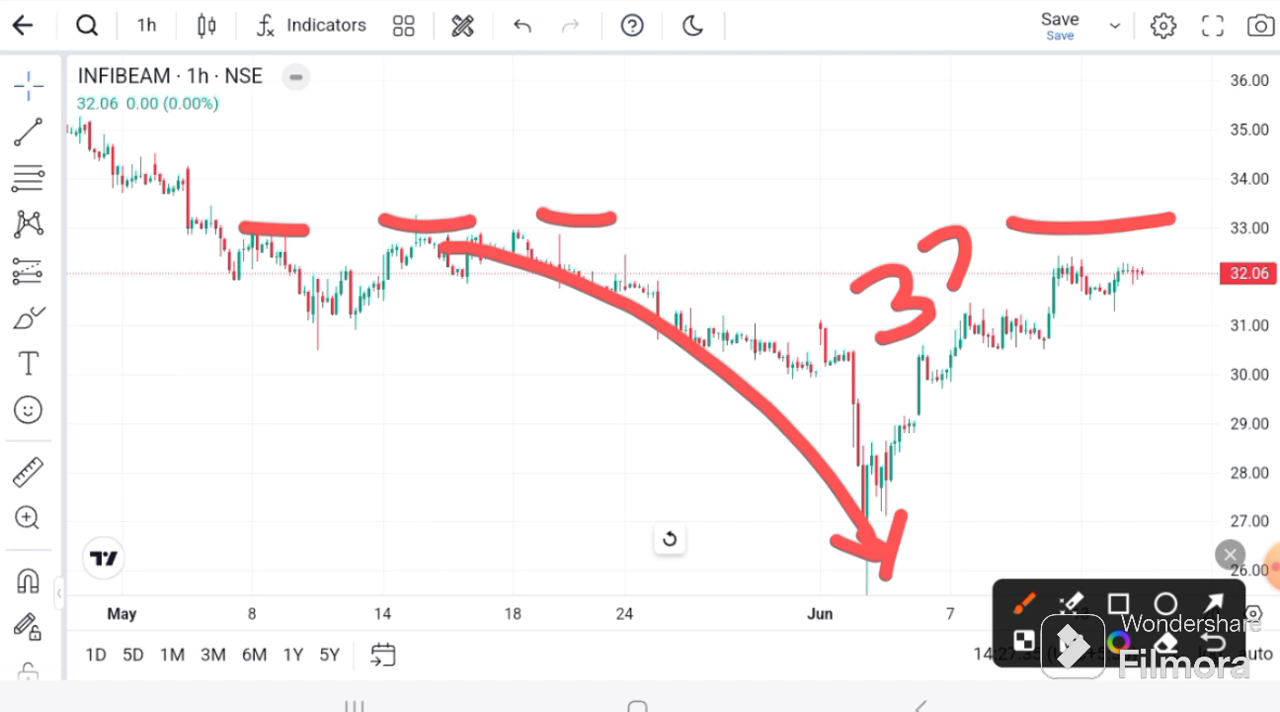 1h Indicators Save
Save
INFIBEAM · 1h · NSE
32.06 0.00 (0.00%)
36.00
35.00
34.00
33.00
32.06
31.00
30.00
29.00
28.00
27.00
26.00
33
May 8 14 18 24 Jun 7
1D 5D 1M 3M 6M 1Y 5Y auto
Wondershare
Filmora